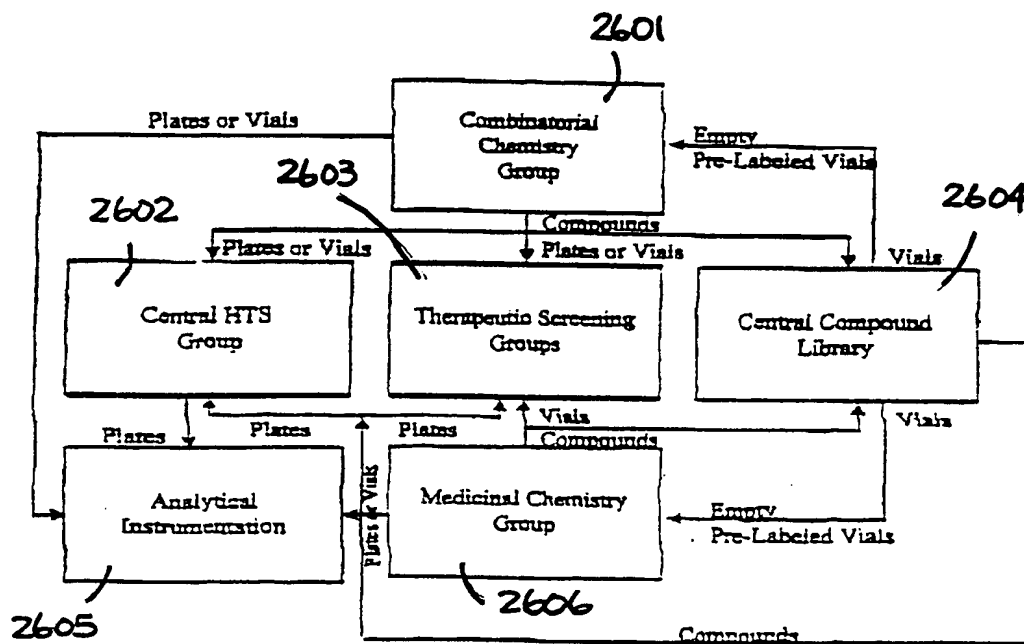 2601
Plates or Vials
Combinatorial
Chemistry
Group
Empty
Pre-Labeled Vials
2603
2602
2604
Compounds
Plates or Vials
Plates or Vials
Vials
Central HTS
Group
Therapeutic Screening
Groups
Central Compound
Library
Plates
Plates
Plates
Vials
Compounds
Vials
Analytical
Instrumentation
Plates or Vials
Medicinal Chemistry
Group
Empty
Pre-Labeled Vials
2605
2606
Compounds